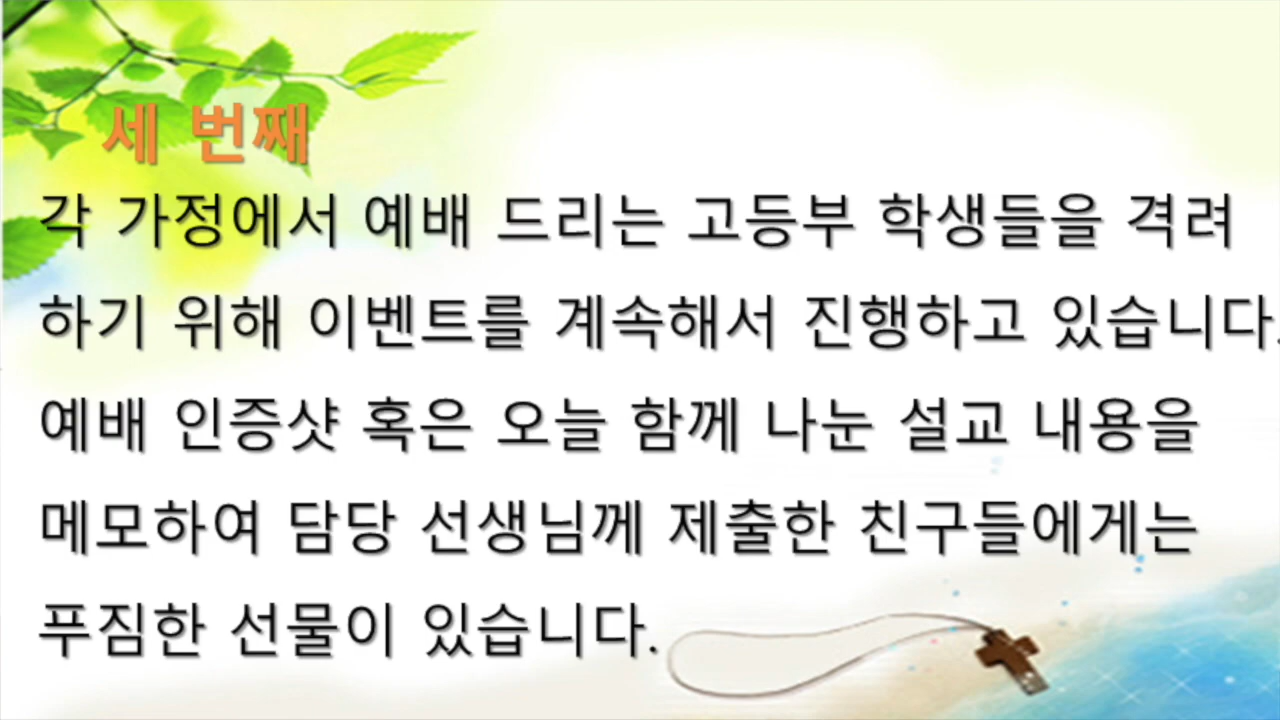 세 번째
각 가정에서 예배 드리는 고등부 학생들을 격려
하기 위해 이벤트를 계속해서 진행하고 있습니다.
예배 인증샷 혹은 오늘 함께 나눈 설교 내용을
메모하여 담당 선생님께 제출한 친구들에게는
푸짐한 선물이 있습니다.